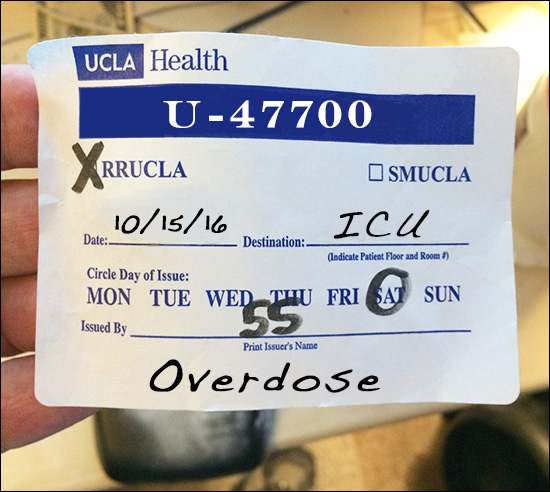 UCLA Health
U-47700
X RRUCLA ☐ SMUCLA
Date: 10/15/16 Destination: ICU
(Indicate Patient Floor and Room #)
Circle Day of Issue:
MON TUE WED THU FRI SAT SUN
Issued By 55
Print Issuer's Name
Overdose